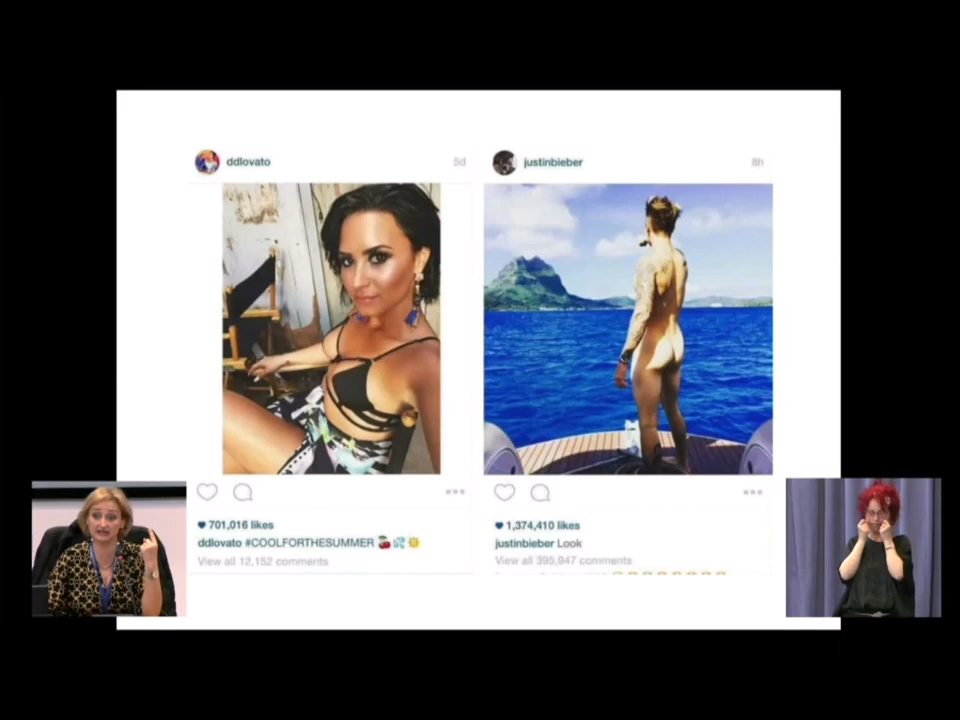 ddlovato 5d
701,016 likes
ddlovato #COOLFORTHESUMMER 🍒💦☀️
View all 12,152 comments
justinbieber 8h
1,374,410 likes
justinbieber Look
View all 395,947 comments